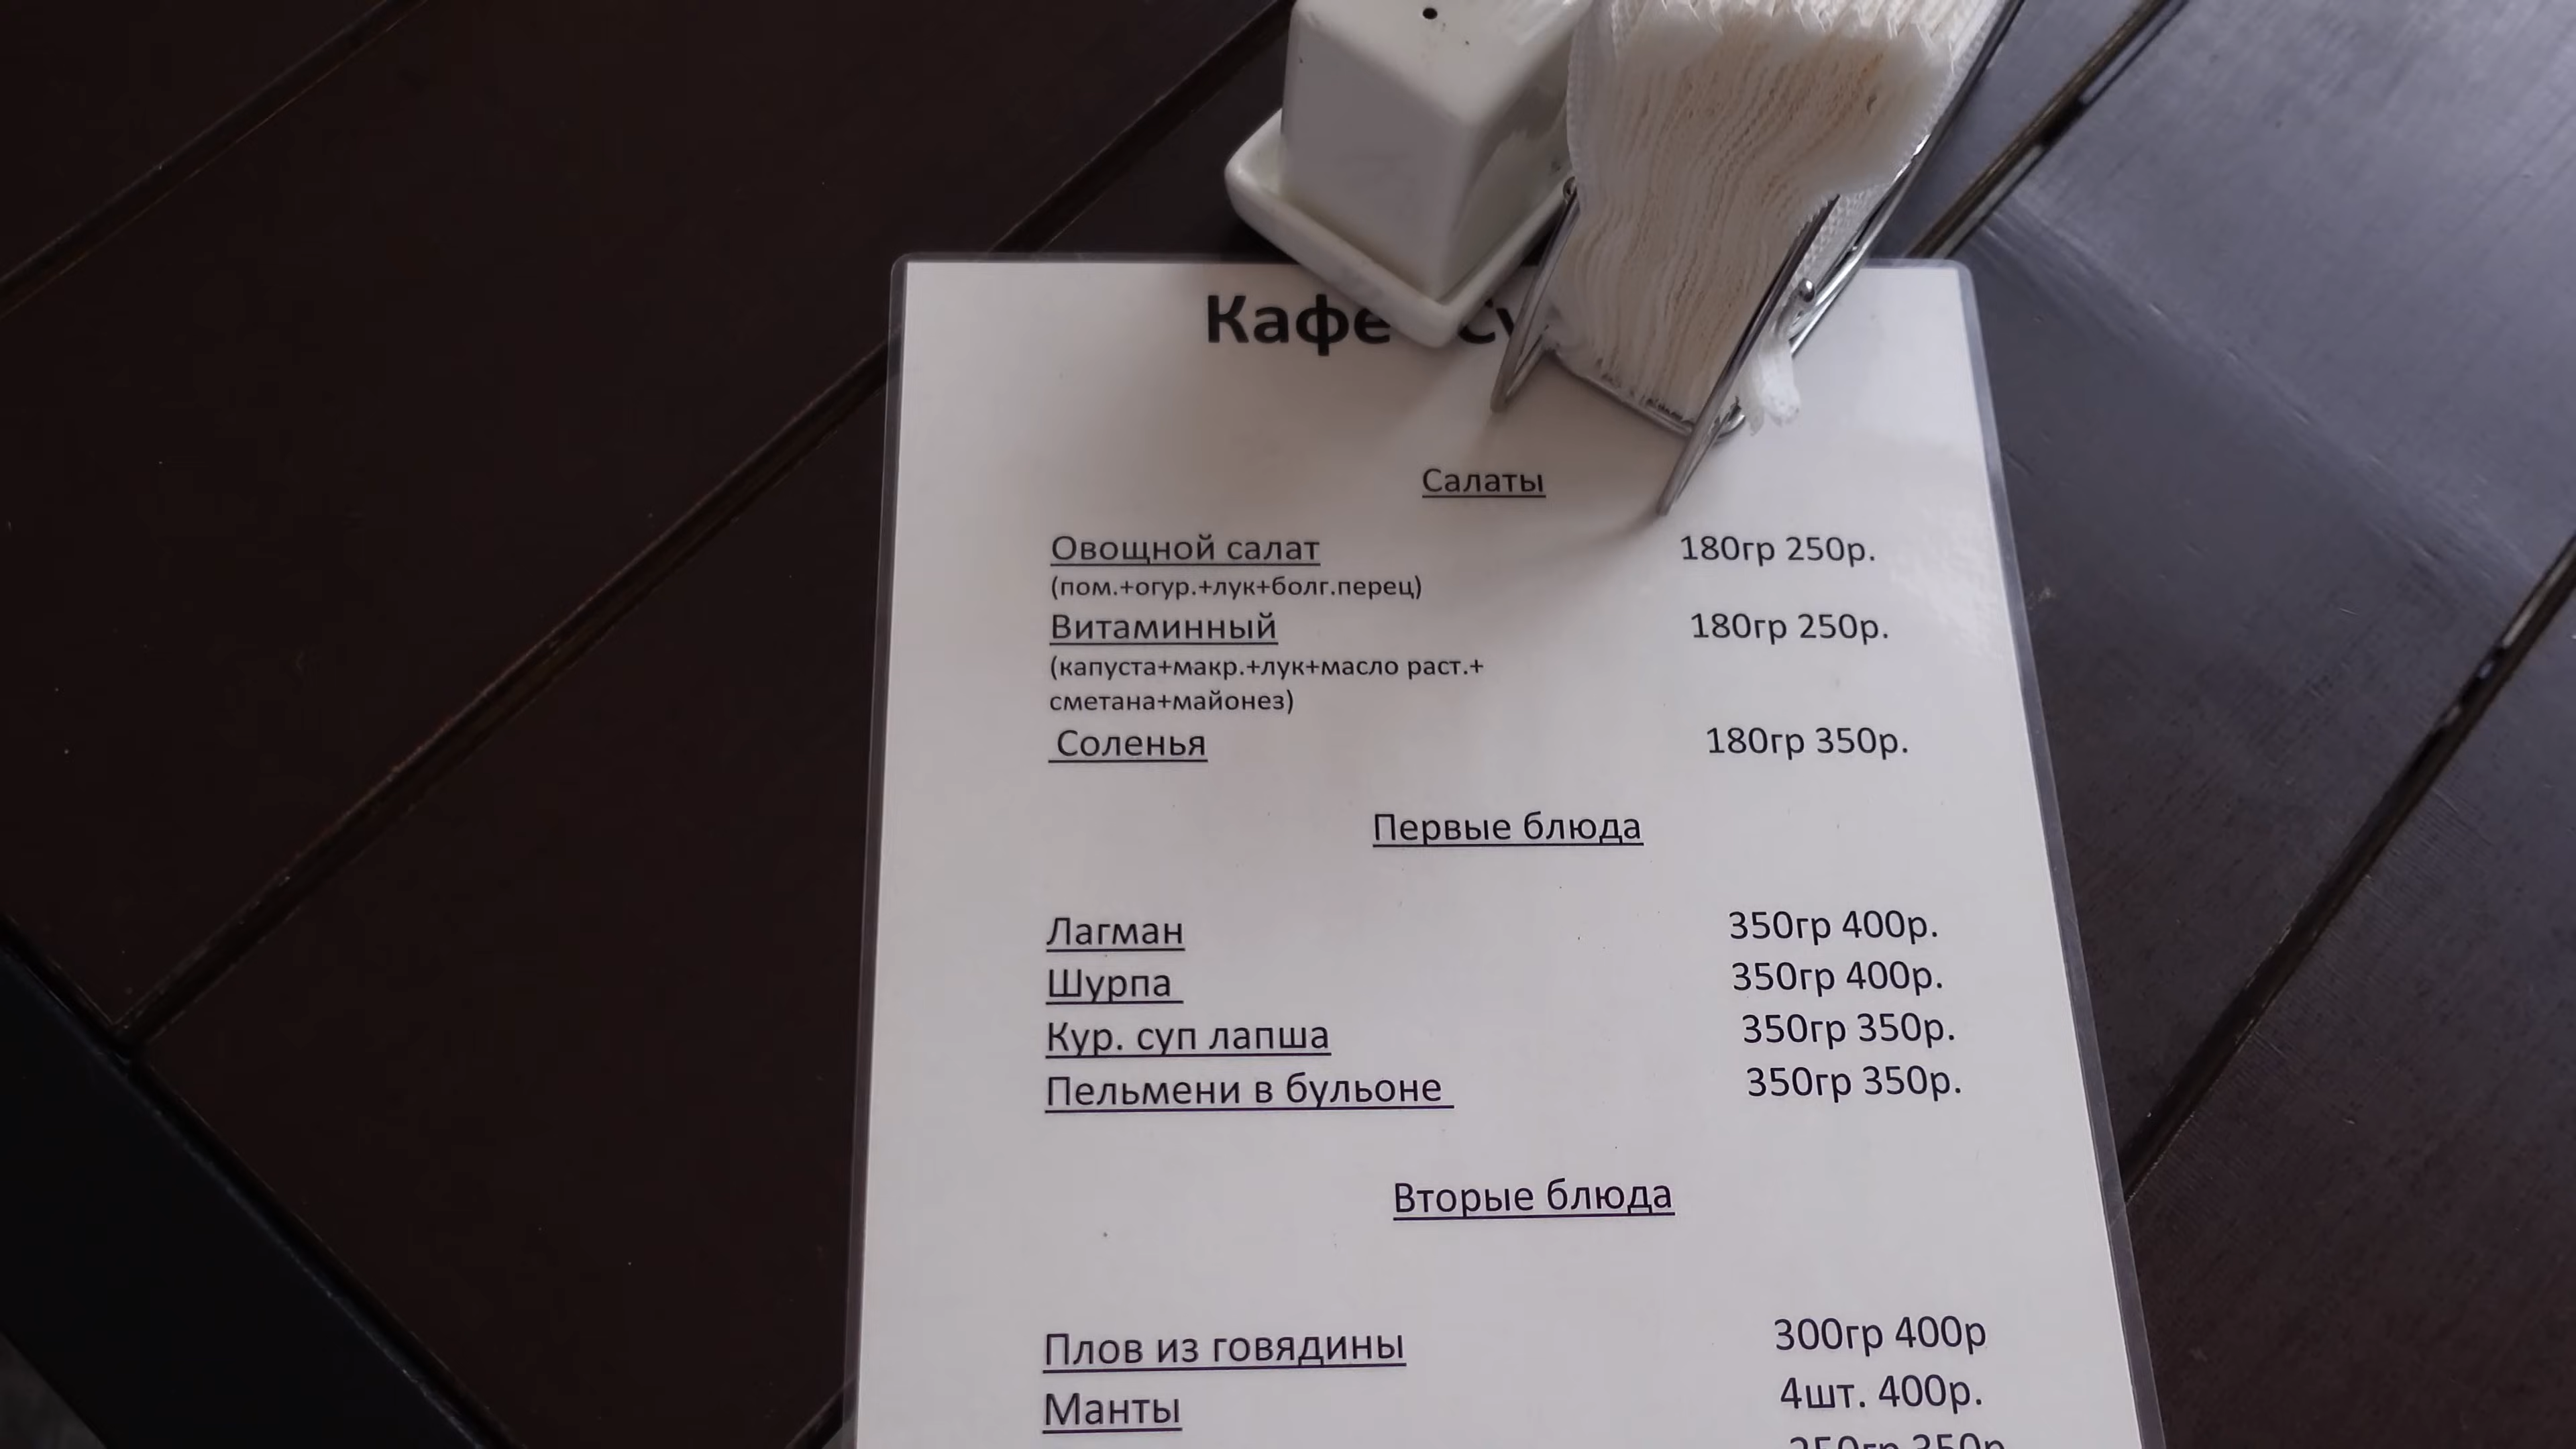 Кафе
Салаты
Овощной салат 180гр 250р.
(пом.+огур.+лук+болг.перец)
Витаминный 180гр 250р.
(капуста+макр.+лук+масло раст.+
сметана+майонез)
Соленья 180гр 350р.
Первые блюда
Лагман 350гр 400р.
Шурпа 350гр 400р.
Кур. суп лапша 350гр 350р.
Пельмени в бульоне 350гр 350р.
Вторые блюда
Плов из говядины 300гр 400р
Манты 4шт. 400р.